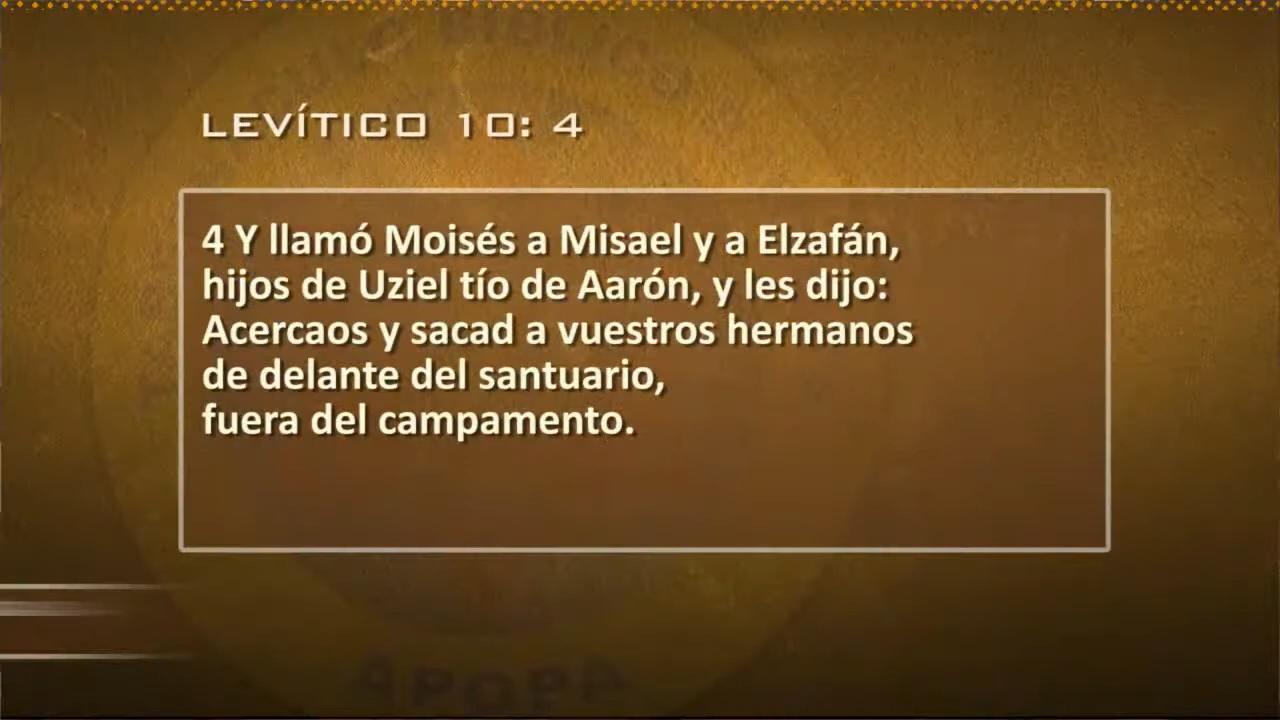 LEVÍTICO 10: 4
4 Y llamó Moisés a Misael y a Elzafán,
hijos de Uziel tío de Aarón, y les dijo:
Acercaos y sacad a vuestros hermanos
de delante del santuario,
fuera del campamento.
APOPA